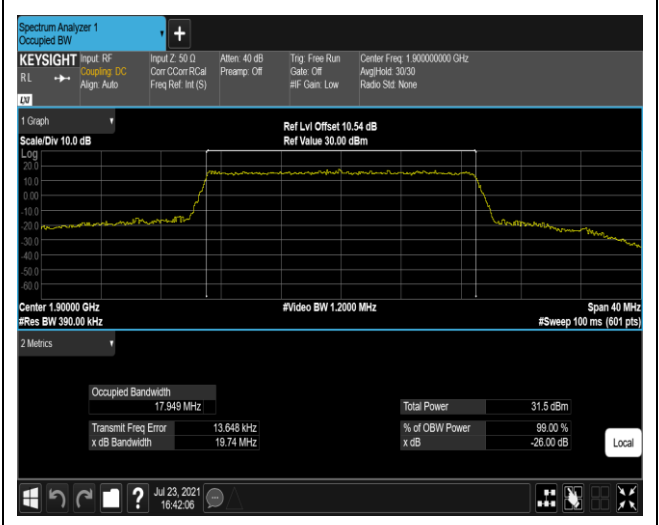 Spectrum Analyzer 1
Occupied BW
KEYSIGHT
RL
LXI
Input: RF
Coupling: DC
Align: Auto
Input Z: 50 Ω
Corr CCorr RCal
Freq Ref: Int (S)
Atten: 40 dB
Preamp: Off
Trig: Free Run
Gate: Off
#IF Gain: Low
Center Freq: 1.900000000 GHz
Avg|Hold: 30/30
Radio Std: None
1 Graph
Scale/Div 10.0 dB
Ref Lvl Offset 10.54 dB
Ref Value 30.00 dBm
Log
20.0
10.0
0.00
-10.0
-20.0
-30.0
-40.0
-50.0
-60.0
Center 1.90000 GHz
#Res BW 390.00 kHz
#Video BW 1.2000 MHz
Span 40 MHz
#Sweep 100 ms (601 pts)
2 Metrics
Occupied Bandwidth
17.949 MHz
Transmit Freq Error 13.648 kHz
x dB Bandwidth 19.74 MHz
Total Power 31.5 dBm
% of OBW Power 99.00 %
x dB -26.00 dB
Local
?
Jul 23, 2021
16:42:06